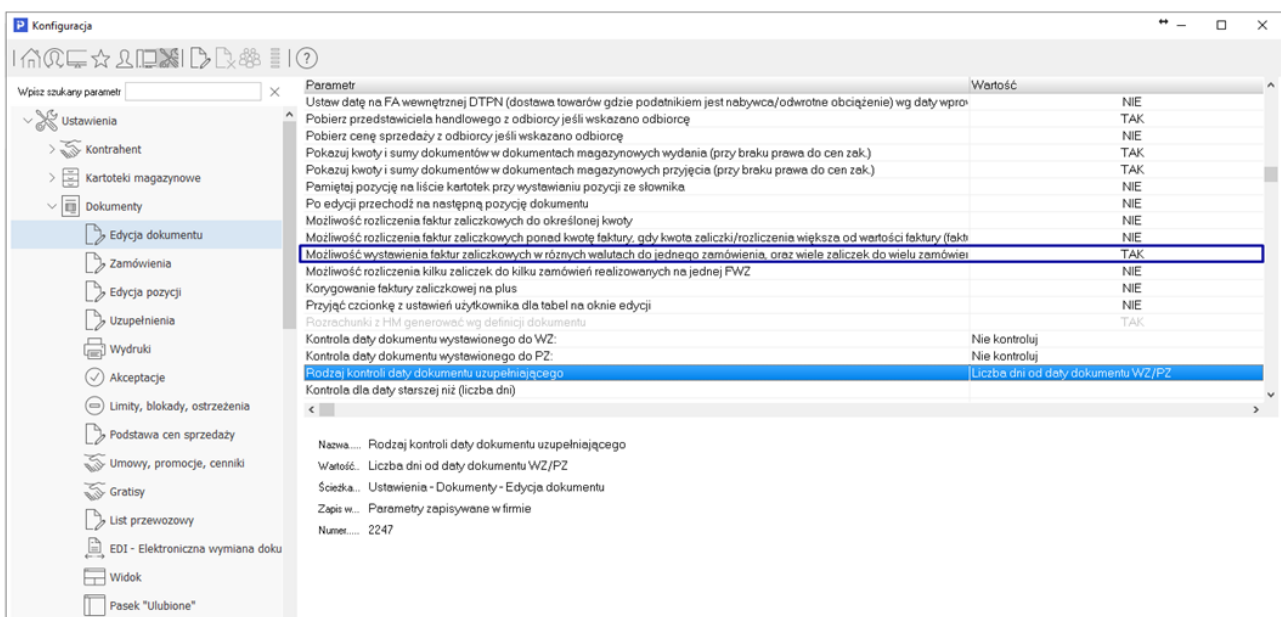 Konfiguracja
Wpisz szukany parametr
Ustawienia
Kontrahent
Kartoteki magazynowe
Dokumenty
Edycja dokumentu
Zamówienia
Edycja pozycji
Uzupełnienia
Wydruki
Akceptacje
Limity, blokady, ostrzeżenia
Podstawa cen sprzedaży
Umowy, promocje, cenniki
Gratisy
List przewozowy
EDI - Elektroniczna wymiana doku
Widok
Pasek "Ulubione"
Parametr Wartość
Ustaw datę na FA wewnętrznej DTPN (dostawa towarów gdzie podatnikiem jest nabywca/odwrotne obciążenie) wg daty wprow NIE
Pobierz przedstawiciela handlowego z odbiorcy jeśli wskazano odbiorcę TAK
Pobierz cenę sprzedaży z odbiorcy jeśli wskazano odbiorcę NIE
Pokazuj kwoty i sumy dokumentów w dokumentach magazynowych wydania (przy braku prawa do cen zak.) TAK
Pokazuj kwoty i sumy dokumentów w dokumentach magazynowych przyjęcia (przy braku prawa do cen zak.) TAK
Pamiętaj pozycję na liście kartotek przy wystawianiu pozycji ze słownika NIE
Po edycji przechodź na następną pozycję dokumentu NIE
Możliwość rozliczenia faktur zaliczkowych do określonej kwoty NIE
Możliwość rozliczenia faktur zaliczkowych ponad kwotę faktury, gdy kwota zaliczki/rozliczenia większa od wartości faktury (faktu NIE
Możliwość wystawienia faktur zaliczkowych w róznych walutach do jednego zamówienia, oraz wiele zaliczek do wielu zamówień TAK
Możliwość rozliczenia kilku zaliczek do kilku zamówień realizowanych na jednej FWZ NIE
Korygowanie faktury zaliczkowej na plus NIE
Przyjąć czcionkę z ustawień użytkownika dla tabel na oknie edycji NIE
Rozrachunki z HM generować wg definicji dokumentu TAK
Kontrola daty dokumentu wystawionego do WZ: Nie kontroluj
Kontrola daty dokumentu wystawionego do PZ: Nie kontroluj
Rodzaj kontroli daty dokumentu uzupełniającego Liczba dni od daty dokumentu WZ/PZ
Kontrola dla daty starszej niż (liczba dni)
Nazwa..... Rodzaj kontroli daty dokumentu uzupełniającego
Wartość.. Liczba dni od daty dokumentu WZ/PZ
Ścieżka... Ustawienia - Dokumenty - Edycja dokumentu
Zapis w... Parametry zapisywane w firmie
Numer..... 2247